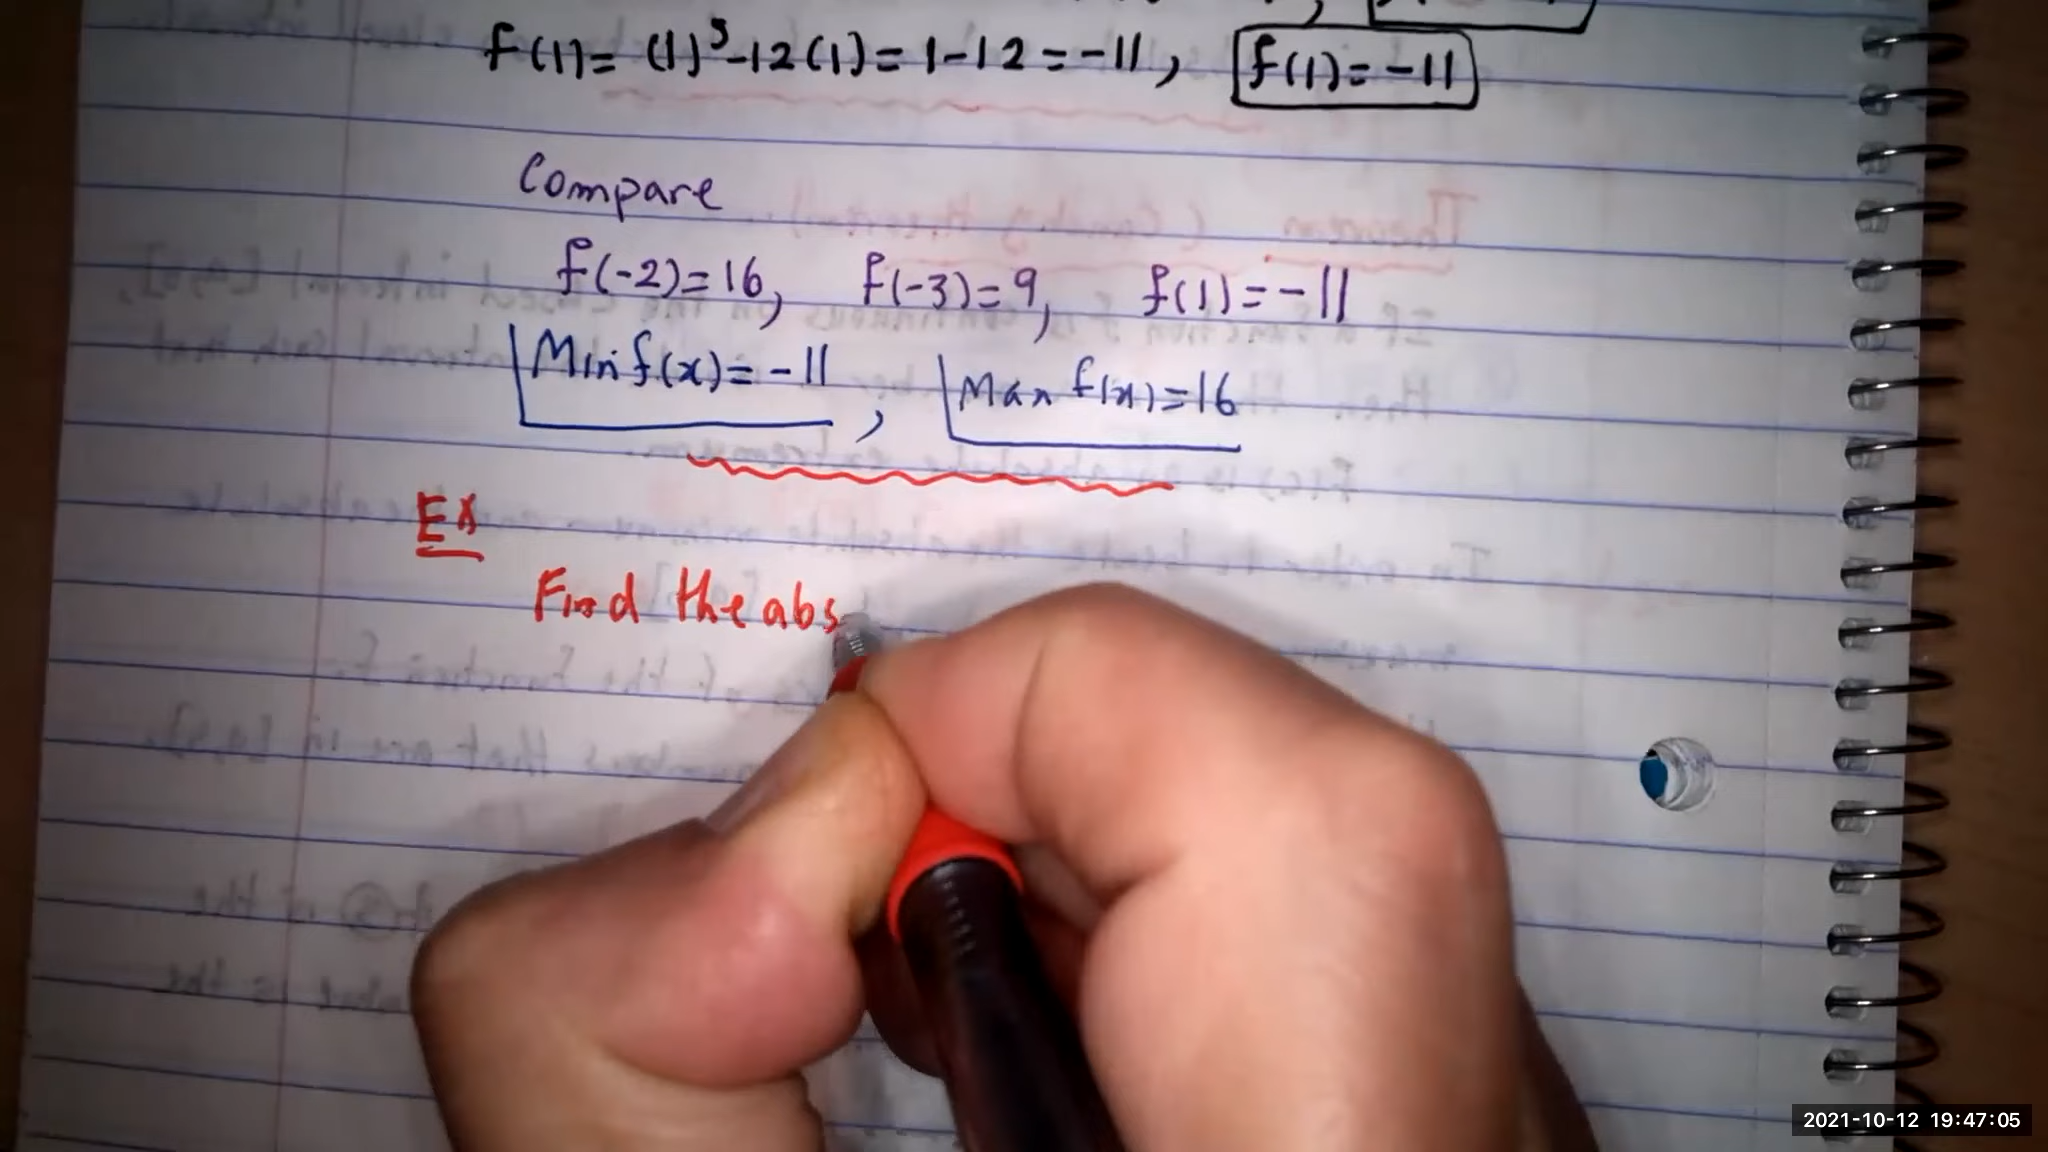 f(1)= (1)³-12(1)=1-12=-11, f(1)=-11
Compare
f(-2)=16, f(-3)=9, f(1)=-11
Min f(x)=-11, Max f(x)=16
Ex
Find the abs
2021-10-12 19:47:05